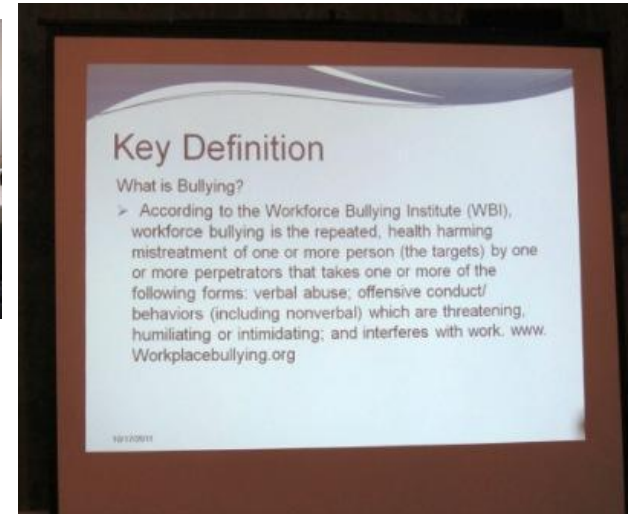 Key Definition
What is Bullying?
➢ According to the Workforce Bullying Institute (WBI),
workforce bullying is the repeated, health harming
mistreatment of one or more person (the targets) by one
or more perpetrators that takes one or more of the
following forms: verbal abuse; offensive conduct/
behaviors (including nonverbal) which are threatening,
humiliating or intimidating; and interferes with work. www.
Workplacebullying.org